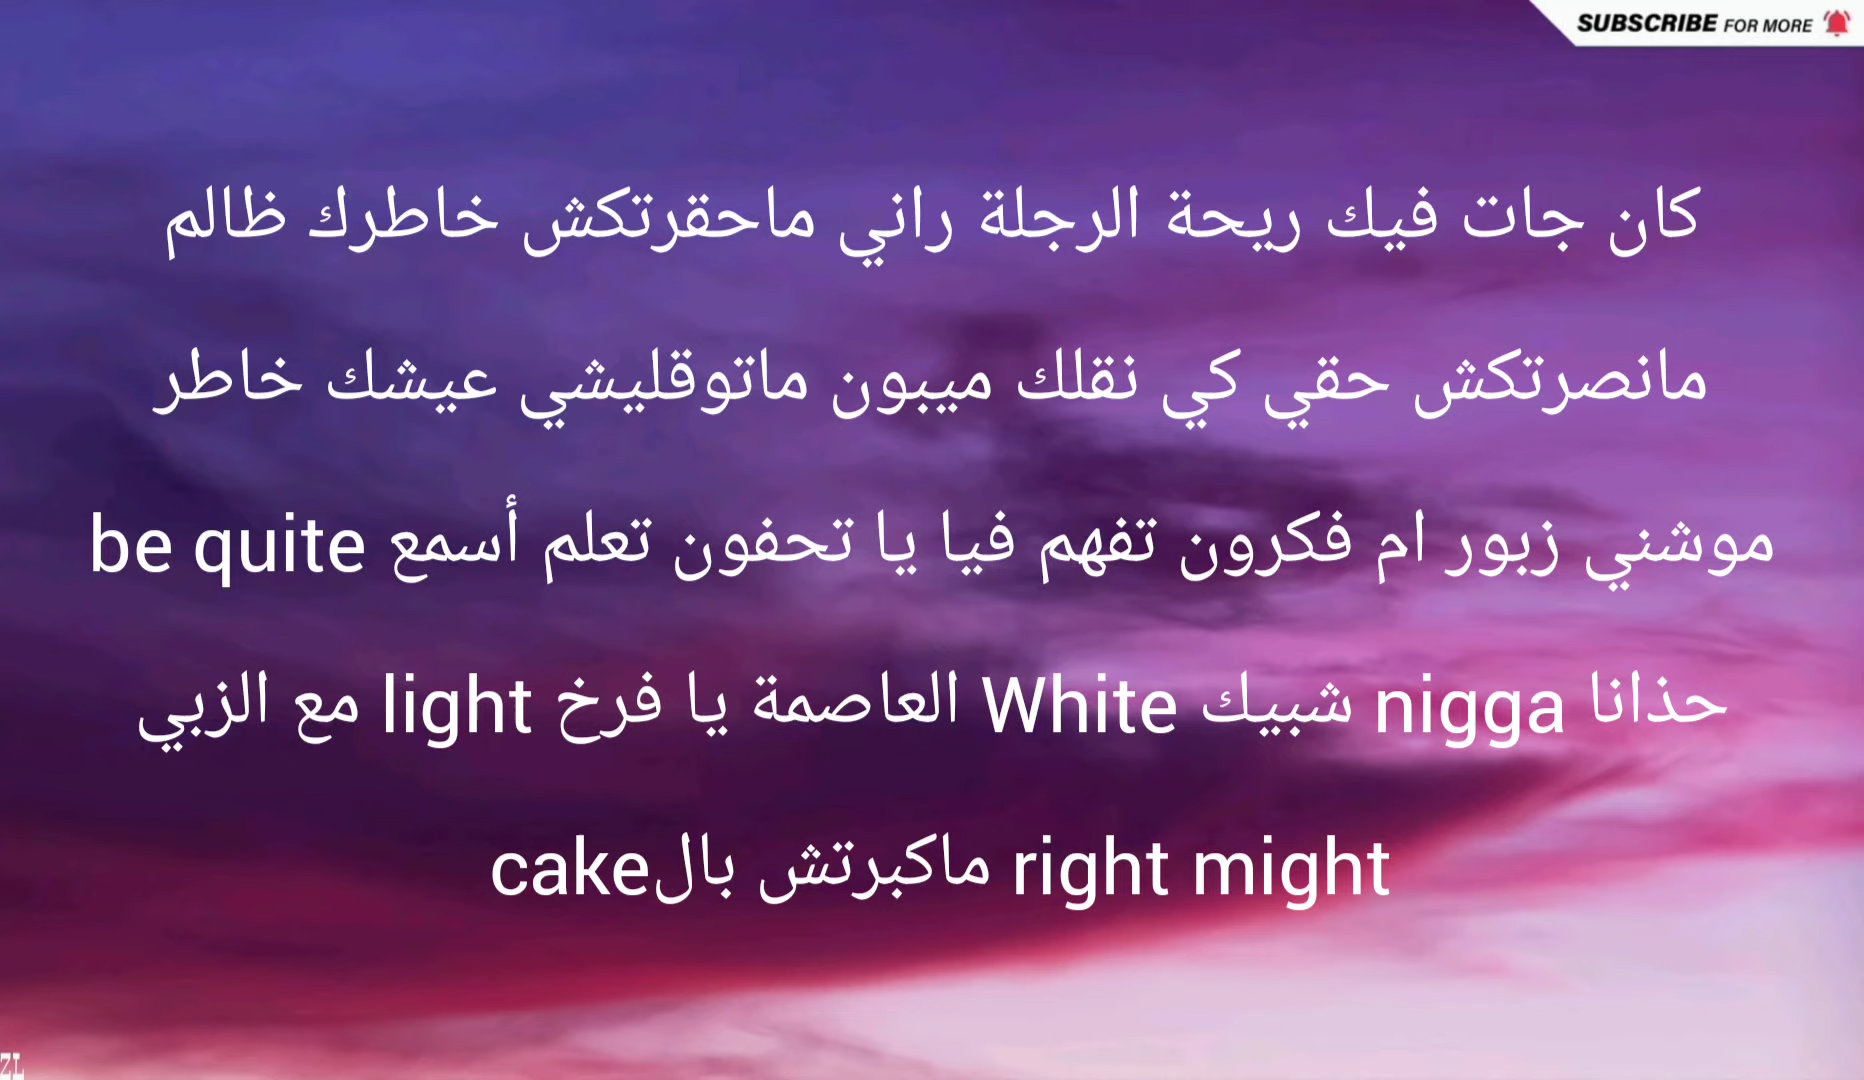 SUBSCRIBE FOR MORE
كان جات فيك ريحة الرجلة راني ماحقرتكش خاطرك ظالم
مانصرتكش حقي كي نقلك ميبون ماتوقليشي عيشك خاطر
موشني زبور ام فكرون تفهم فيا يا تحفون تعلم أسمع be quite
حذانا nigga شبيك White العاصمة يا فرخ light مع الزبي
right might ماكبرتش بالcake
ZL